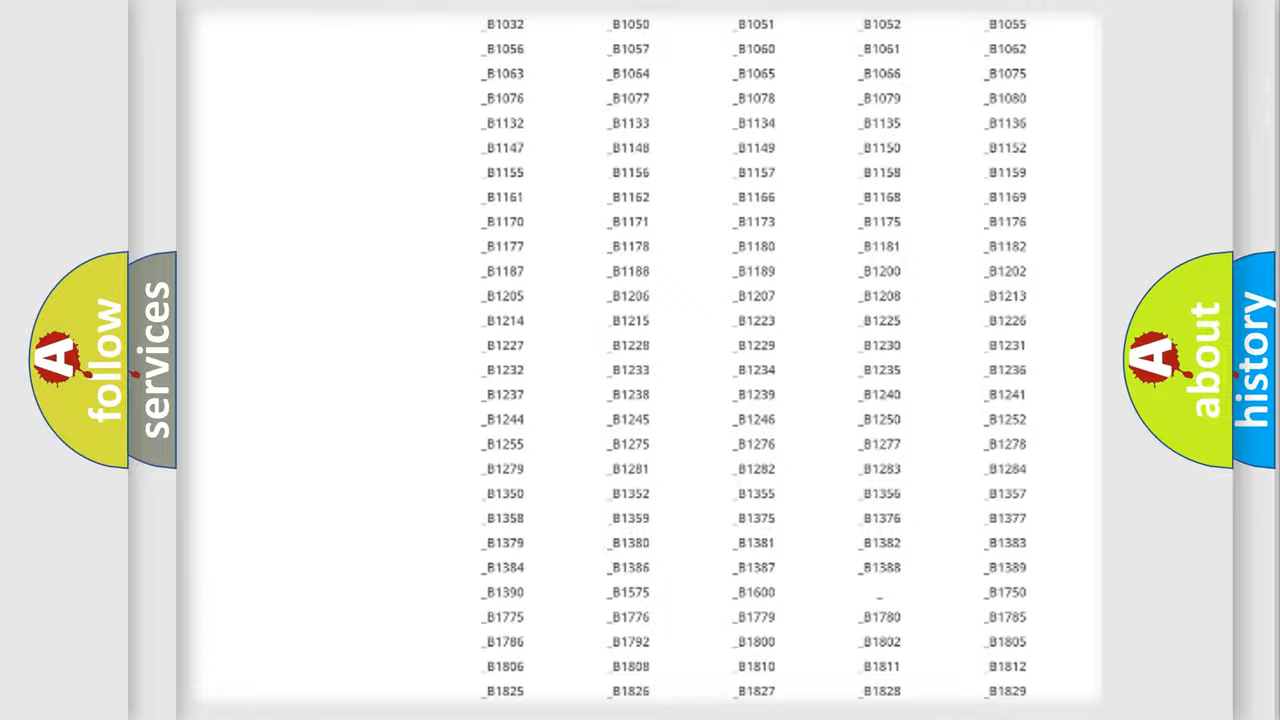 _B1032 _B1050 _B1051 _B1052 _B1055
_B1056 _B1057 _B1060 _B1061 _B1062
_B1063 _B1064 _B1065 _B1066 _B1075
_B1076 _B1077 _B1078 _B1079 _B1080
_B1132 _B1133 _B1134 _B1135 _B1136
_B1147 _B1148 _B1149 _B1150 _B1152
_B1155 _B1156 _B1157 _B1158 _B1159
_B1161 _B1162 _B1166 _B1168 _B1169
_B1170 _B1171 _B1173 _B1175 _B1176
_B1177 _B1178 _B1180 _B1181 _B1182
_B1187 _B1188 _B1189 _B1200 _B1202
_B1205 _B1206 _B1207 _B1208 _B1213
_B1214 _B1215 _B1223 _B1225 _B1226
_B1227 _B1228 _B1229 _B1230 _B1231
_B1232 _B1233 _B1234 _B1235 _B1236
_B1237 _B1238 _B1239 _B1240 _B1241
_B1244 _B1245 _B1246 _B1250 _B1252
_B1255 _B1275 _B1276 _B1277 _B1278
_B1279 _B1281 _B1282 _B1283 _B1284
_B1350 _B1352 _B1355 _B1356 _B1357
_B1358 _B1359 _B1375 _B1376 _B1377
_B1379 _B1380 _B1381 _B1382 _B1383
_B1384 _B1386 _B1387 _B1388 _B1389
_B1390 _B1575 _B1600 _ _B1750
_B1775 _B1776 _B1779 _B1780 _B1785
_B1786 _B1792 _B1800 _B1802 _B1805
_B1806 _B1808 _B1810 _B1811 _B1812
_B1825 _B1826 _B1827 _B1828 _B1829
A
follow
services
A
about
history